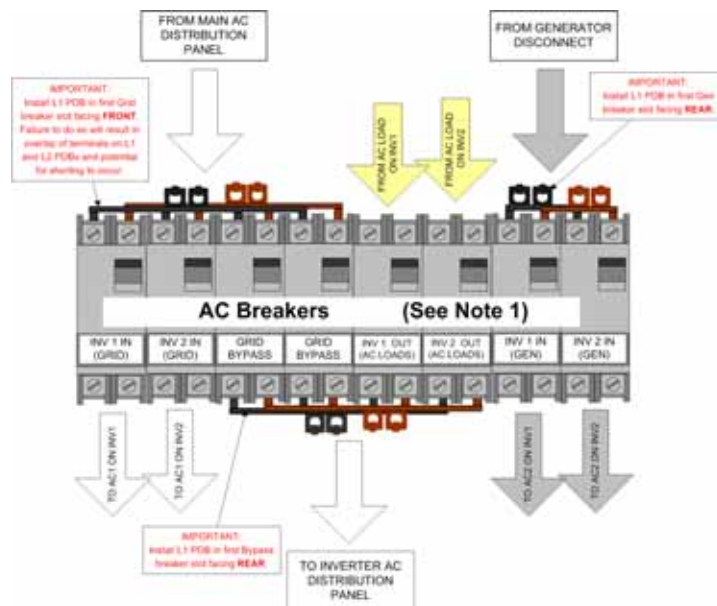 FROM MAIN AC
DISTRIBUTION
PANEL
FROM GENERATOR
DISCONNECT
IMPORTANT:
Install L1 PDB in first Grid
breaker slot facing FRONT.
Failure to do so will result in
overlap of terminals on L1
and L2 PDBs and potential
for shorting to occur.
FROM AC LOAD
ON INV1
FROM AC LOAD
ON INV2
IMPORTANT:
Install L1 PDB in first Gen
breaker slot facing REAR.
AC Breakers (See Note 1)
INV 1 IN
(GRID)
INV 2 IN
(GRID)
GRID
BYPASS
GRID
BYPASS
INV 1 OUT
(AC LOADS)
INV 2 OUT
(AC LOADS)
INV 1 IN
(GEN)
INV 2 IN
(GEN)
TO AC1 ON INV1
TO AC1 ON INV2
TO AC2 ON INV1
TO AC2 ON INV2
IMPORTANT:
Install L1 PDB in first Bypass
breaker slot facing REAR.
TO INVERTER AC
DISTRIBUTION
PANEL